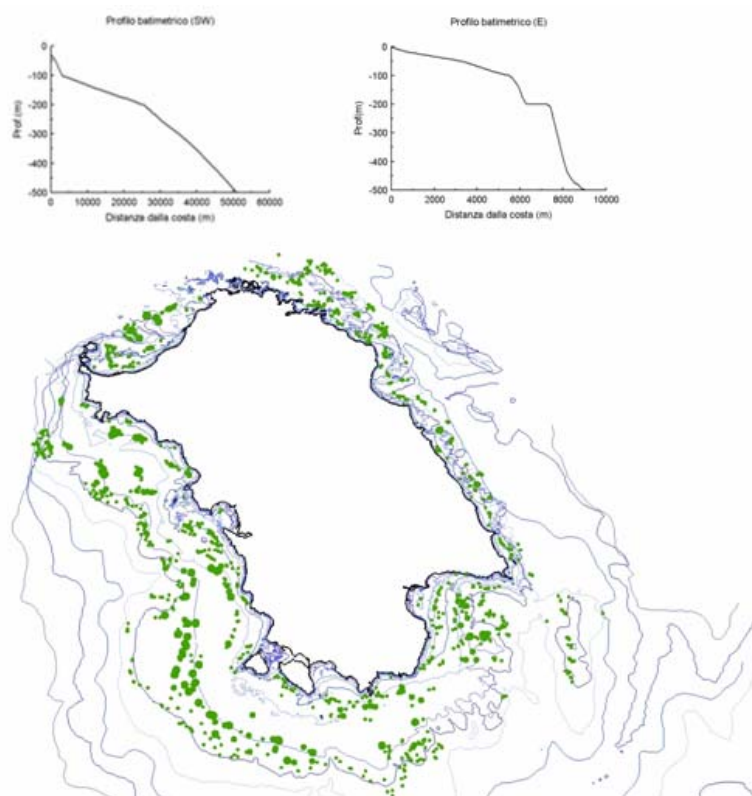 Profilo batimetrico (SW)
Profilo batimetrico (E)
0
-100
-200
-300
-400
-500
Prof.(m)
0 10000 20000 30000 40000 50000 60000
Distanza dalla costa (m)
0
-100
-200
-300
-400
-500
Prof(m)
0 2000 4000 6000 8000 10000
Distanza dalla costa (m)